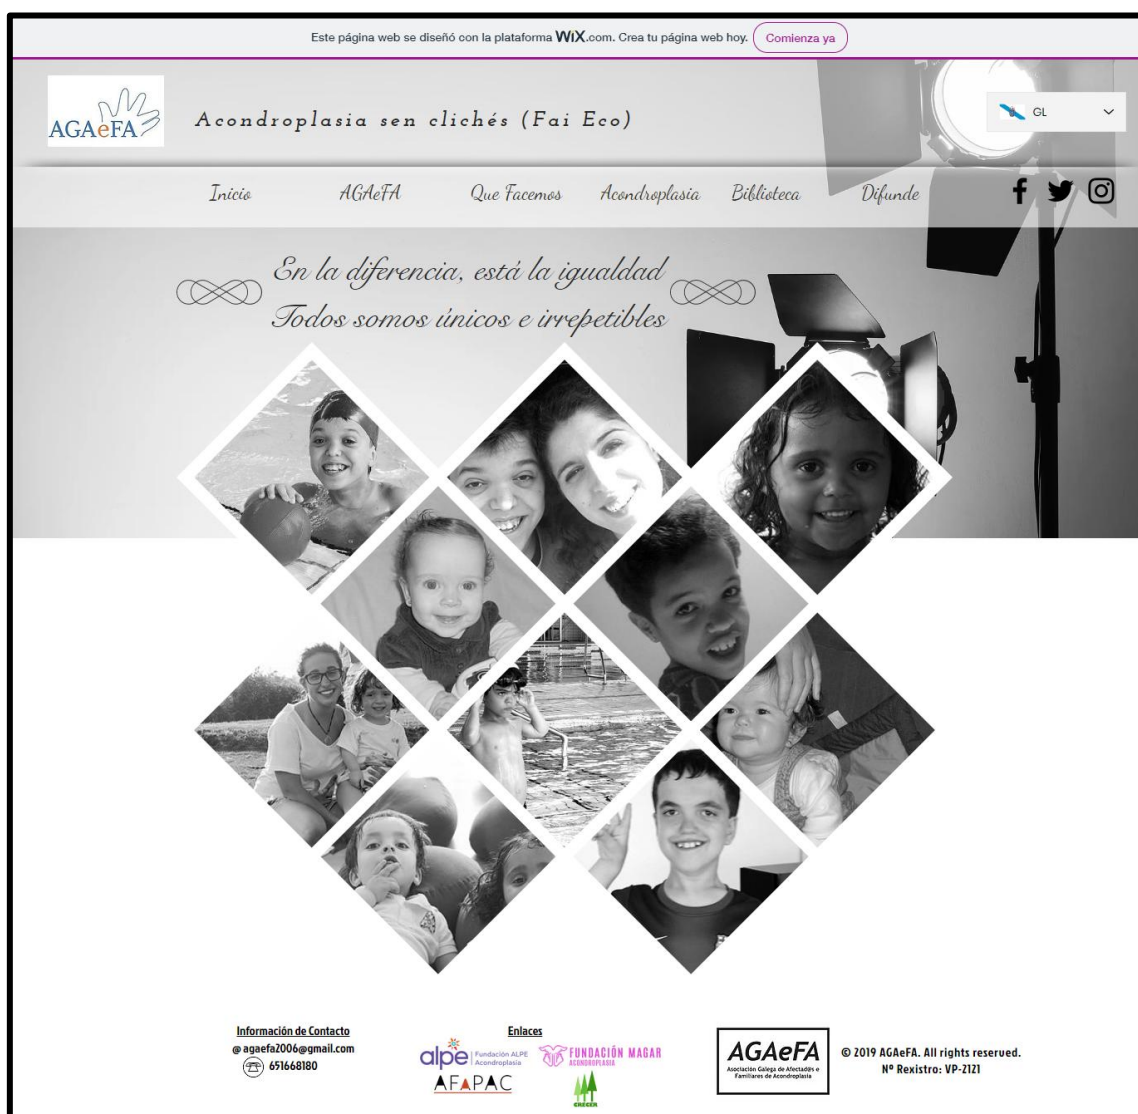 Este página web se diseñó con la plataforma WiX.com. Crea tu página web hoy. Comienza ya
AGAeFA
Acondroplasia sen clichés (Fai Eco)
GL
Inicio AGAeFA Que Facemos Acondroplasia Biblioteca Difunde
En la diferencia, está la igualdad
Todos somos únicos e irrepetibles
Información de Contacto
@ agaefa2006@gmail.com
651668180
Enlaces
alpe Fundación ALPE
Acondroplasia
FUNDACIÓN MAGAR
ACONDROPLASIA
AFAPAC
CRECER
AGAeFA
Asociación Galega de Afectad@s e
Familiares de Acondroplasia
© 2019 AGAeFA. All rights reserved.
Nº Rexistro: VP-2121